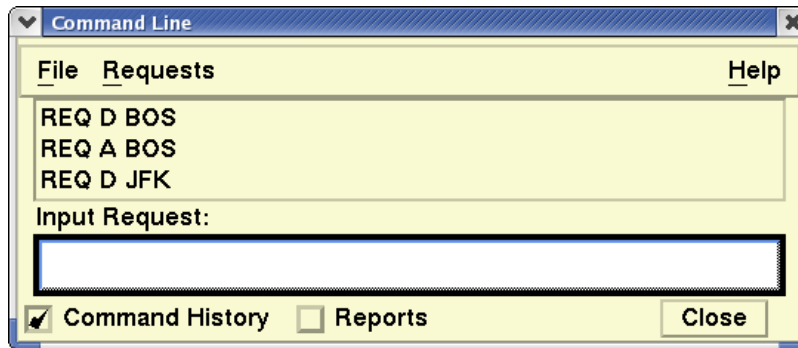 Command Line
File Requests Help
REQ D BOS
REQ A BOS
REQ D JFK
Input Request:
Command History Reports Close